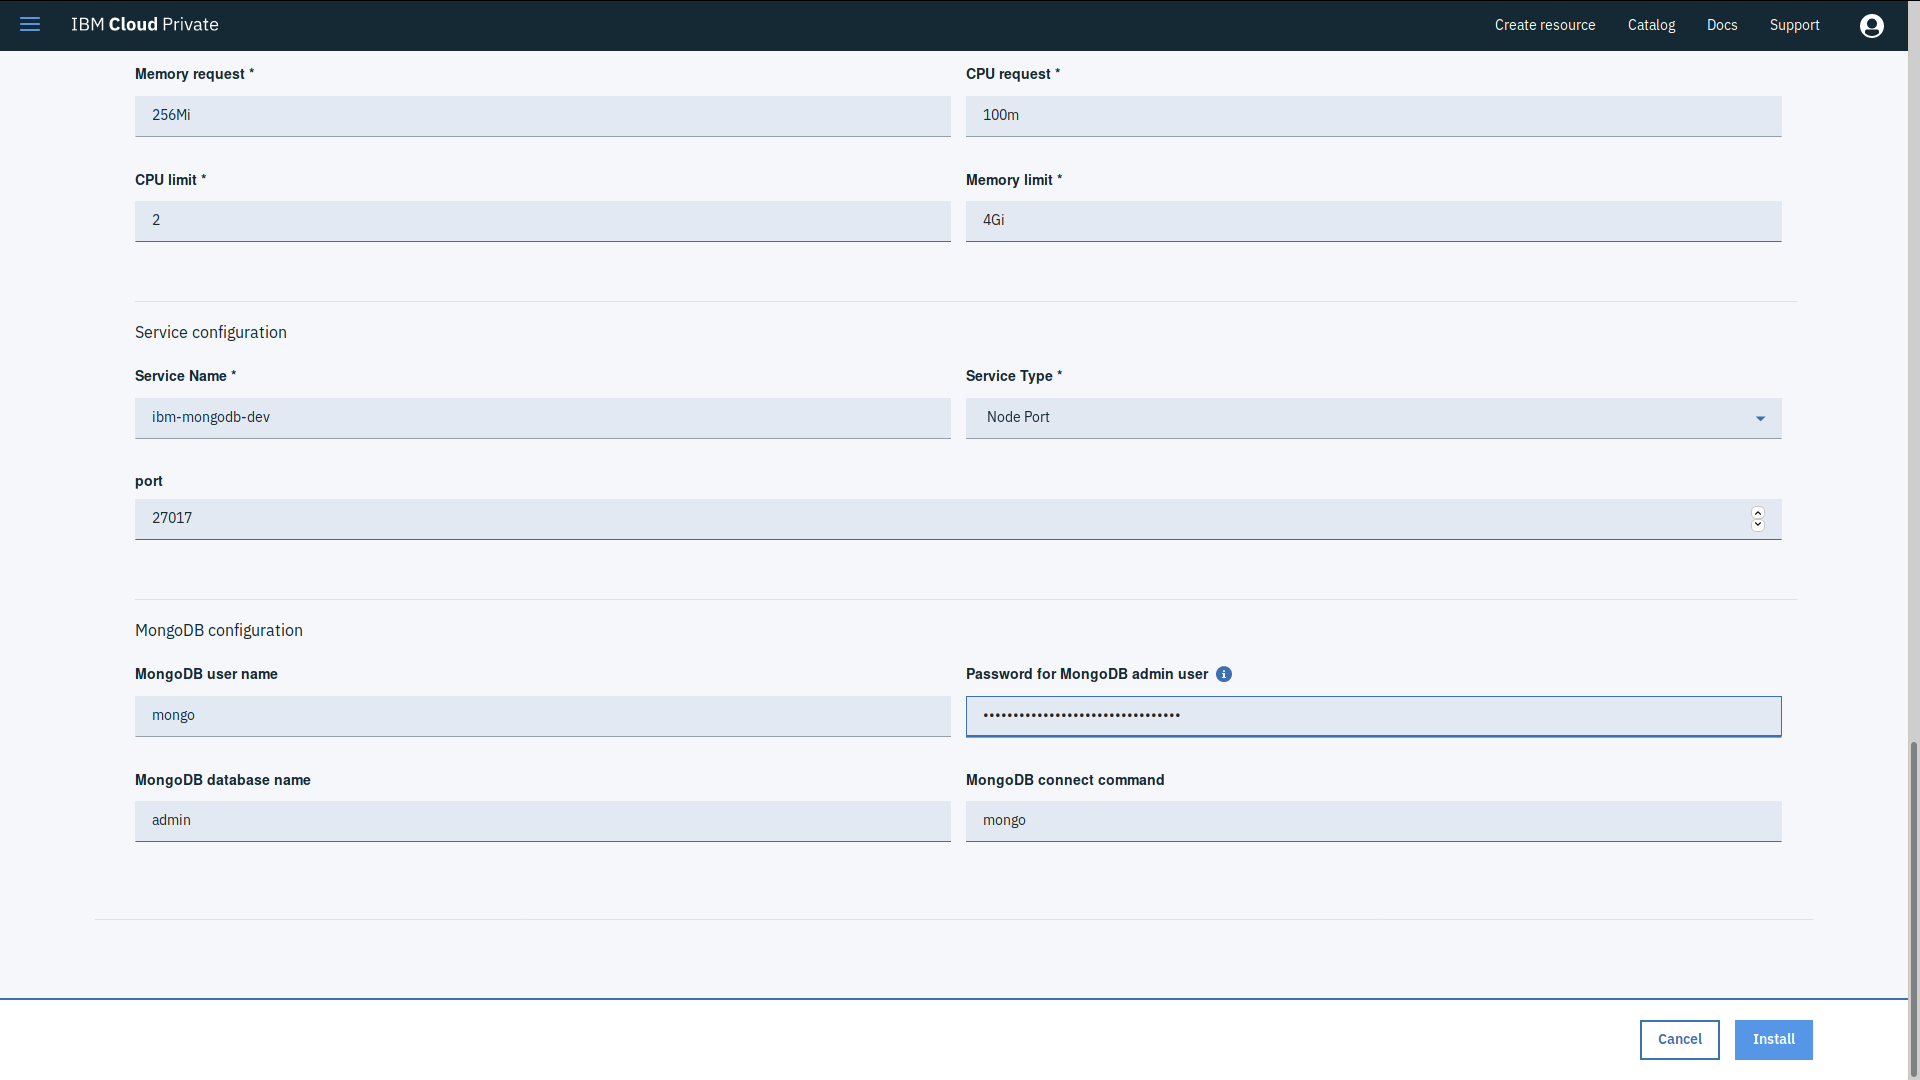 IBM Cloud Private Create resource Catalog Docs Support
Memory request * CPU request *
256Mi 100m
CPU limit * Memory limit *
2 4Gi
Service configuration
Service Name * Service Type *
ibm-mongodb-dev Node Port
port
27017
MongoDB configuration
MongoDB user name Password for MongoDB admin user
mongo •••••••••••••••••••••••••••••••••
MongoDB database name MongoDB connect command
admin mongo
Cancel Install